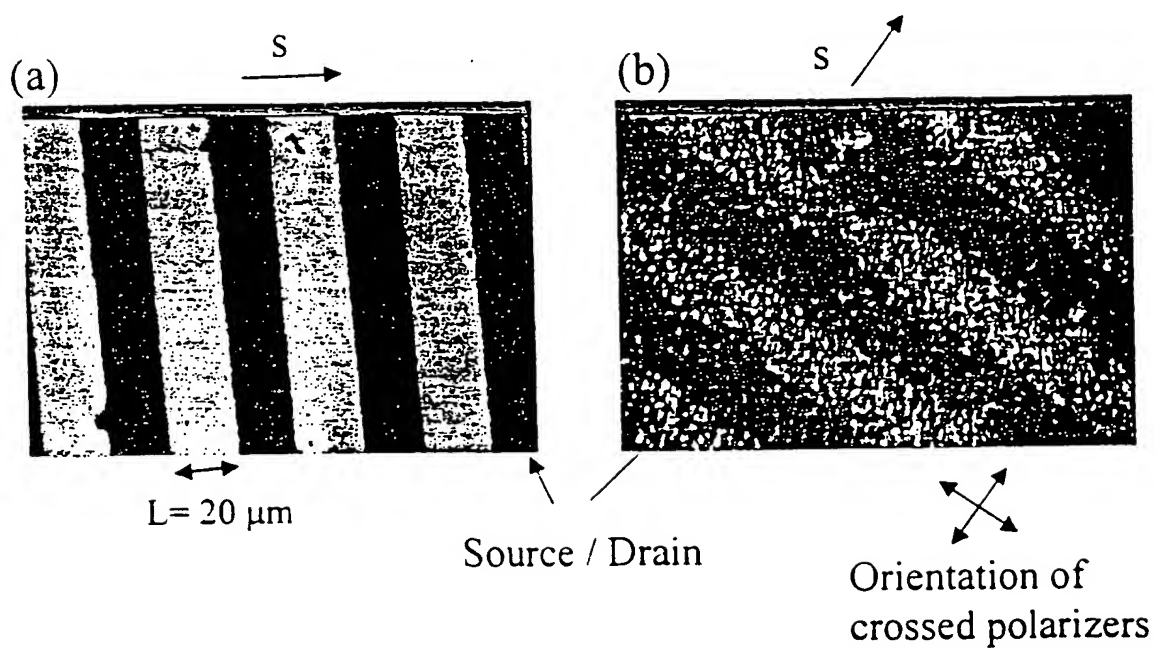 S
(a)
S
(b)
L= 20 μm
Source / Drain
Orientation of
crossed polarizers